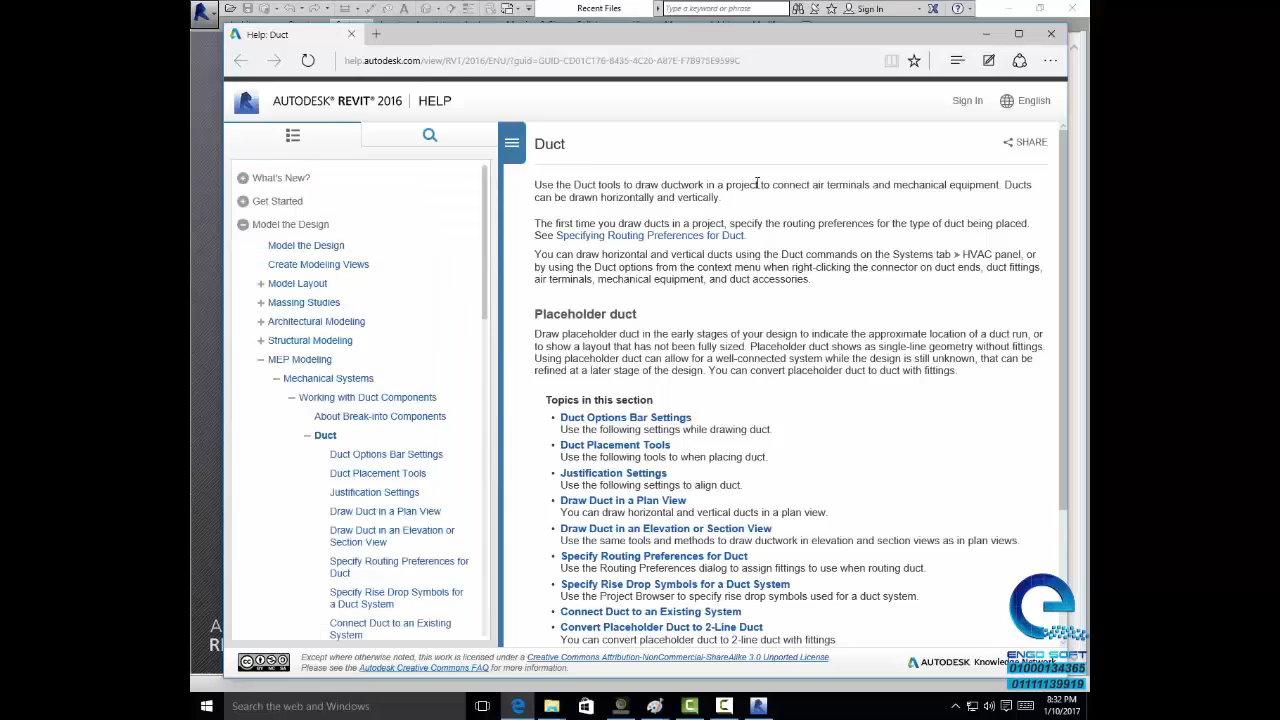 Recent Files
Type a keyword or phrase
Sign In
Help: Duct
help.autodesk.com/view/RVT/2016/ENU/?guid=GUID-CD01C176-8435-4C20-A87E-F7B975E9599C
AUTODESK® REVIT® 2016 | HELP
Sign In
English
Duct
SHARE
What's New?
Get Started
Model the Design
Model the Design
Create Modeling Views
Model Layout
Massing Studies
Architectural Modeling
Structural Modeling
MEP Modeling
Mechanical Systems
Working with Duct Components
About Break-into Components
Duct
Duct Options Bar Settings
Duct Placement Tools
Justification Settings
Draw Duct in a Plan View
Draw Duct in an Elevation or
Section View
Specify Routing Preferences for
Duct
Specify Rise Drop Symbols for
a Duct System
Connect Duct to an Existing
System
Use the Duct tools to draw ductwork in a project to connect air terminals and mechanical equipment. Ducts
can be drawn horizontally and vertically.
The first time you draw ducts in a project, specify the routing preferences for the type of duct being placed.
See Specifying Routing Preferences for Duct.
You can draw horizontal and vertical ducts using the Duct commands on the Systems tab ➤ HVAC panel, or
by using the Duct options from the context menu when right-clicking the connector on duct ends, duct fittings,
air terminals, mechanical equipment, and duct accessories.
Placeholder duct
Draw placeholder duct in the early stages of your design to indicate the approximate location of a duct run, or
to show a layout that has not been fully sized. Placeholder duct shows as single-line geometry without fittings.
Using placeholder duct can allow for a well-connected system while the design is still unknown, that can be
refined at a later stage of the design. You can convert placeholder duct to duct with fittings.
Topics in this section
• Duct Options Bar Settings
Use the following settings while drawing duct.
• Duct Placement Tools
Use the following tools to when placing duct.
• Justification Settings
Use the following settings to align duct.
• Draw Duct in a Plan View
You can draw horizontal and vertical ducts in a plan view.
• Draw Duct in an Elevation or Section View
Use the same tools and methods to draw ductwork in elevation and section views as in plan views.
• Specify Routing Preferences for Duct
Use the Routing Preferences dialog to assign fittings to use when routing duct.
• Specify Rise Drop Symbols for a Duct System
Use the Project Browser to specify rise drop symbols used for a duct system.
• Connect Duct to an Existing System
• Convert Placeholder Duct to 2-Line Duct
You can convert placeholder duct to 2-line duct with fittings.
Except where otherwise noted, this work is licensed under a Creative Commons Attribution-NonCommercial-ShareAlike 3.0 Unported License.
Please see the Autodesk Creative Commons FAQ for more information.
AUTODESK Knowledge Network
ENGO SOFT
01000134365
01111139919
Search the web and Windows
8:32 PM
1/10/2017